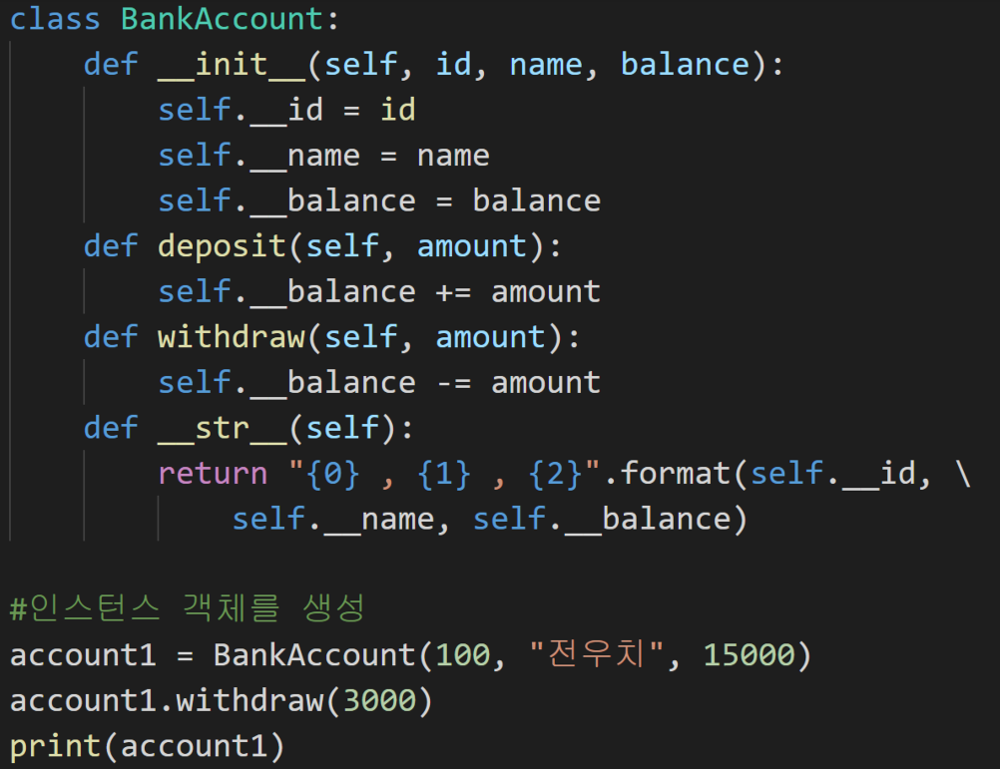 class BankAccount:
    def __init__(self, id, name, balance):
        self.__id = id
        self.__name = name
        self.__balance = balance
    def deposit(self, amount):
        self.__balance += amount
    def withdraw(self, amount):
        self.__balance -= amount
    def __str__(self):
        return "{0} , {1} , {2}".format(self.__id, \
            self.__name, self.__balance)

#인스턴스 객체를 생성
account1 = BankAccount(100, "전우치", 15000)
account1.withdraw(3000)
print(account1)